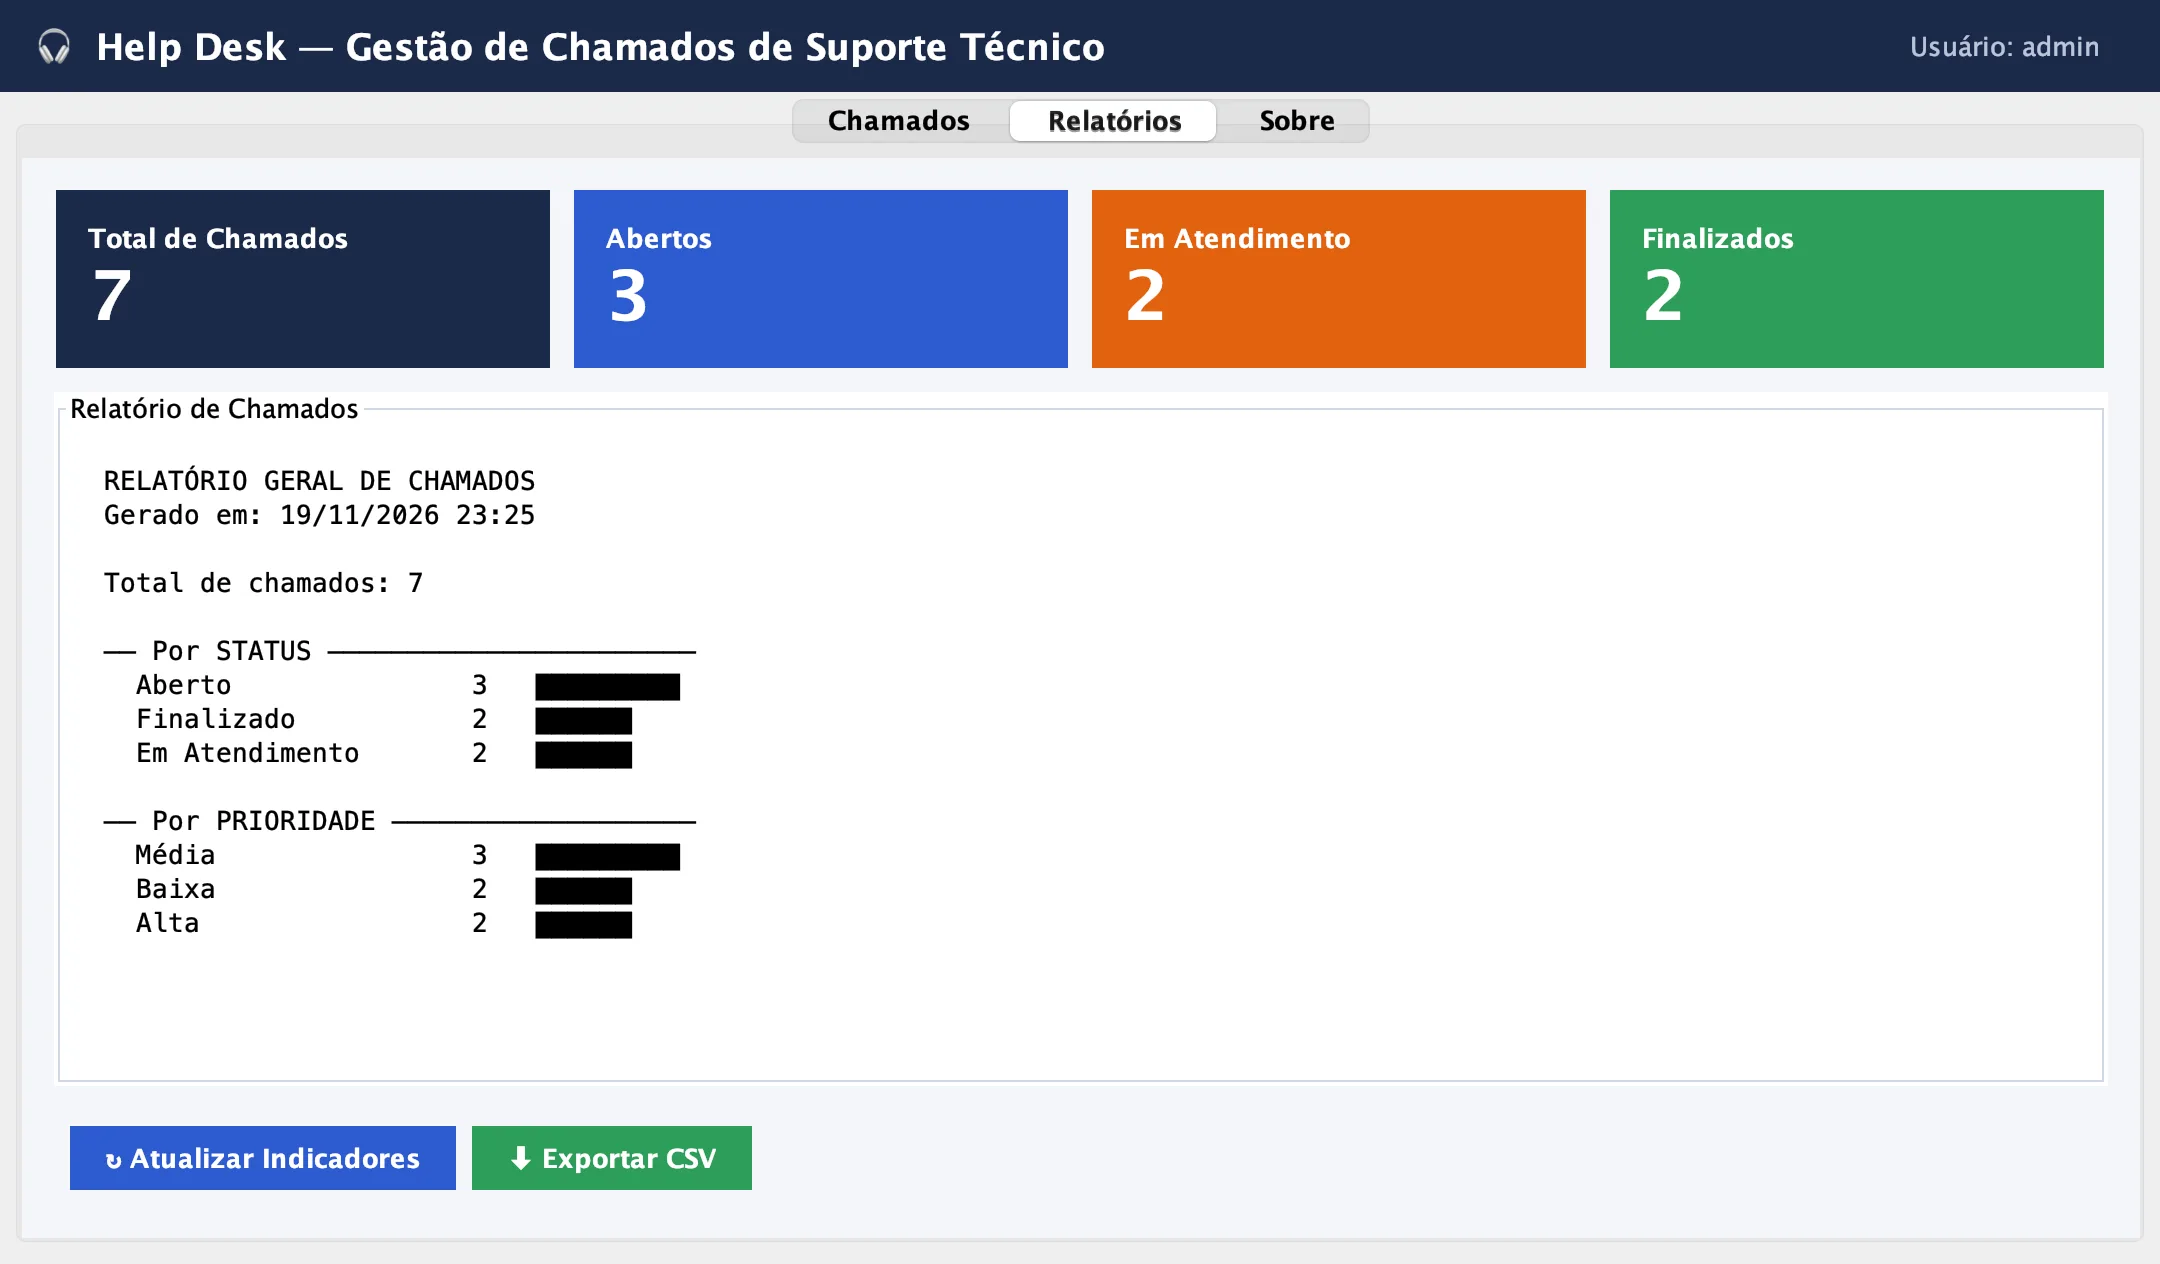 Help Desk — Gestão de Chamados de Suporte Técnico
Usuário: admin
Chamados
Relatórios
Sobre
Total de Chamados
7
Abertos
3
Em Atendimento
2
Finalizados
2
Relatório de Chamados
RELATÓRIO GERAL DE CHAMADOS
Gerado em: 19/11/2026 23:25
Total de chamados: 7
── Por STATUS ───────────────────────
Aberto 3 █████████
Finalizado 2 ██████
Em Atendimento 2 ██████
── Por PRIORIDADE ───────────────────
Média 3 █████████
Baixa 2 ██████
Alta 2 ██████
↻ Atualizar Indicadores
⬇ Exportar CSV